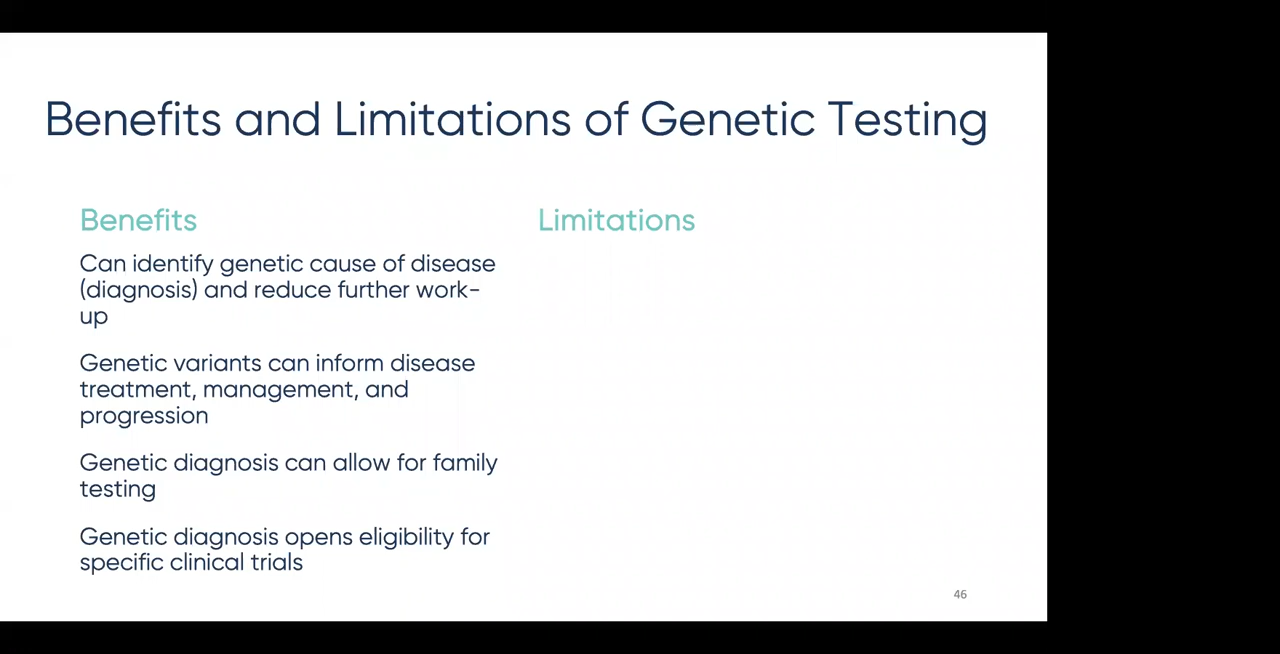 Benefits and Limitations of Genetic Testing
Benefits
Can identify genetic cause of disease
(diagnosis) and reduce further work-
up
Genetic variants can inform disease
treatment, management, and
progression
Genetic diagnosis can allow for family
testing
Genetic diagnosis opens eligibility for
specific clinical trials
Limitations
46